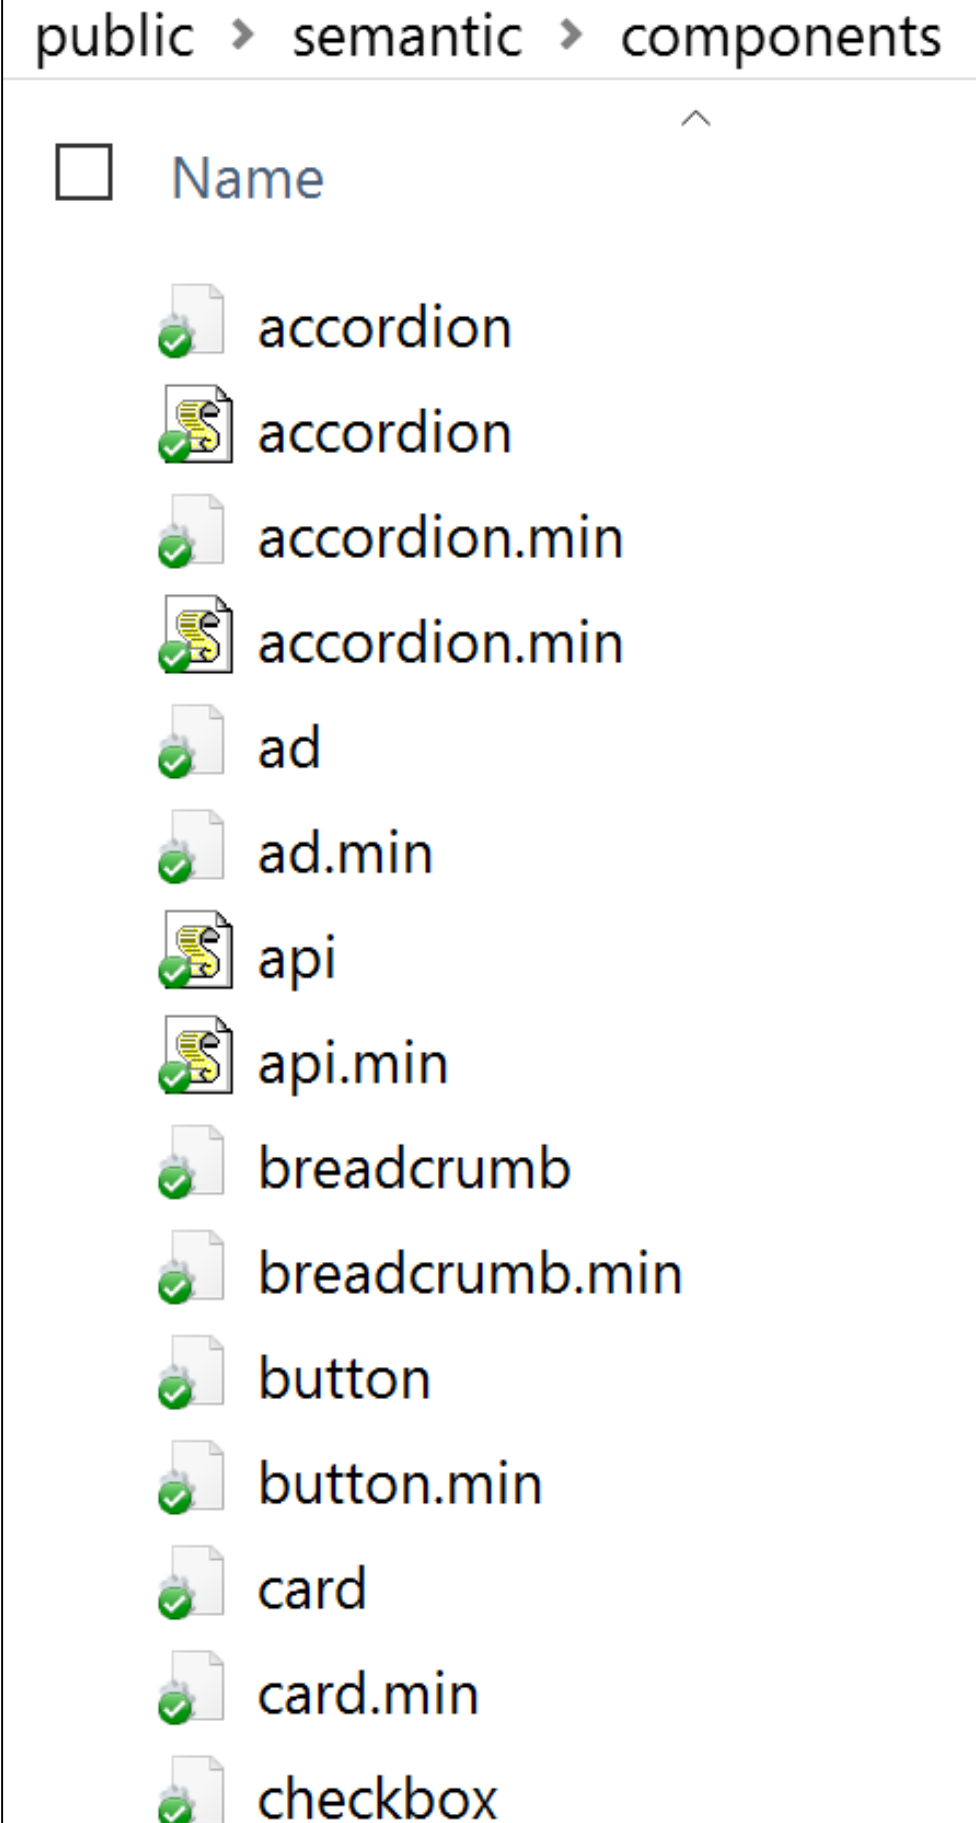 public > semantic > components
Name
accordion
accordion
accordion.min
accordion.min
ad
ad.min
api
api.min
breadcrumb
breadcrumb.min
button
button.min
card
card.min
checkbox